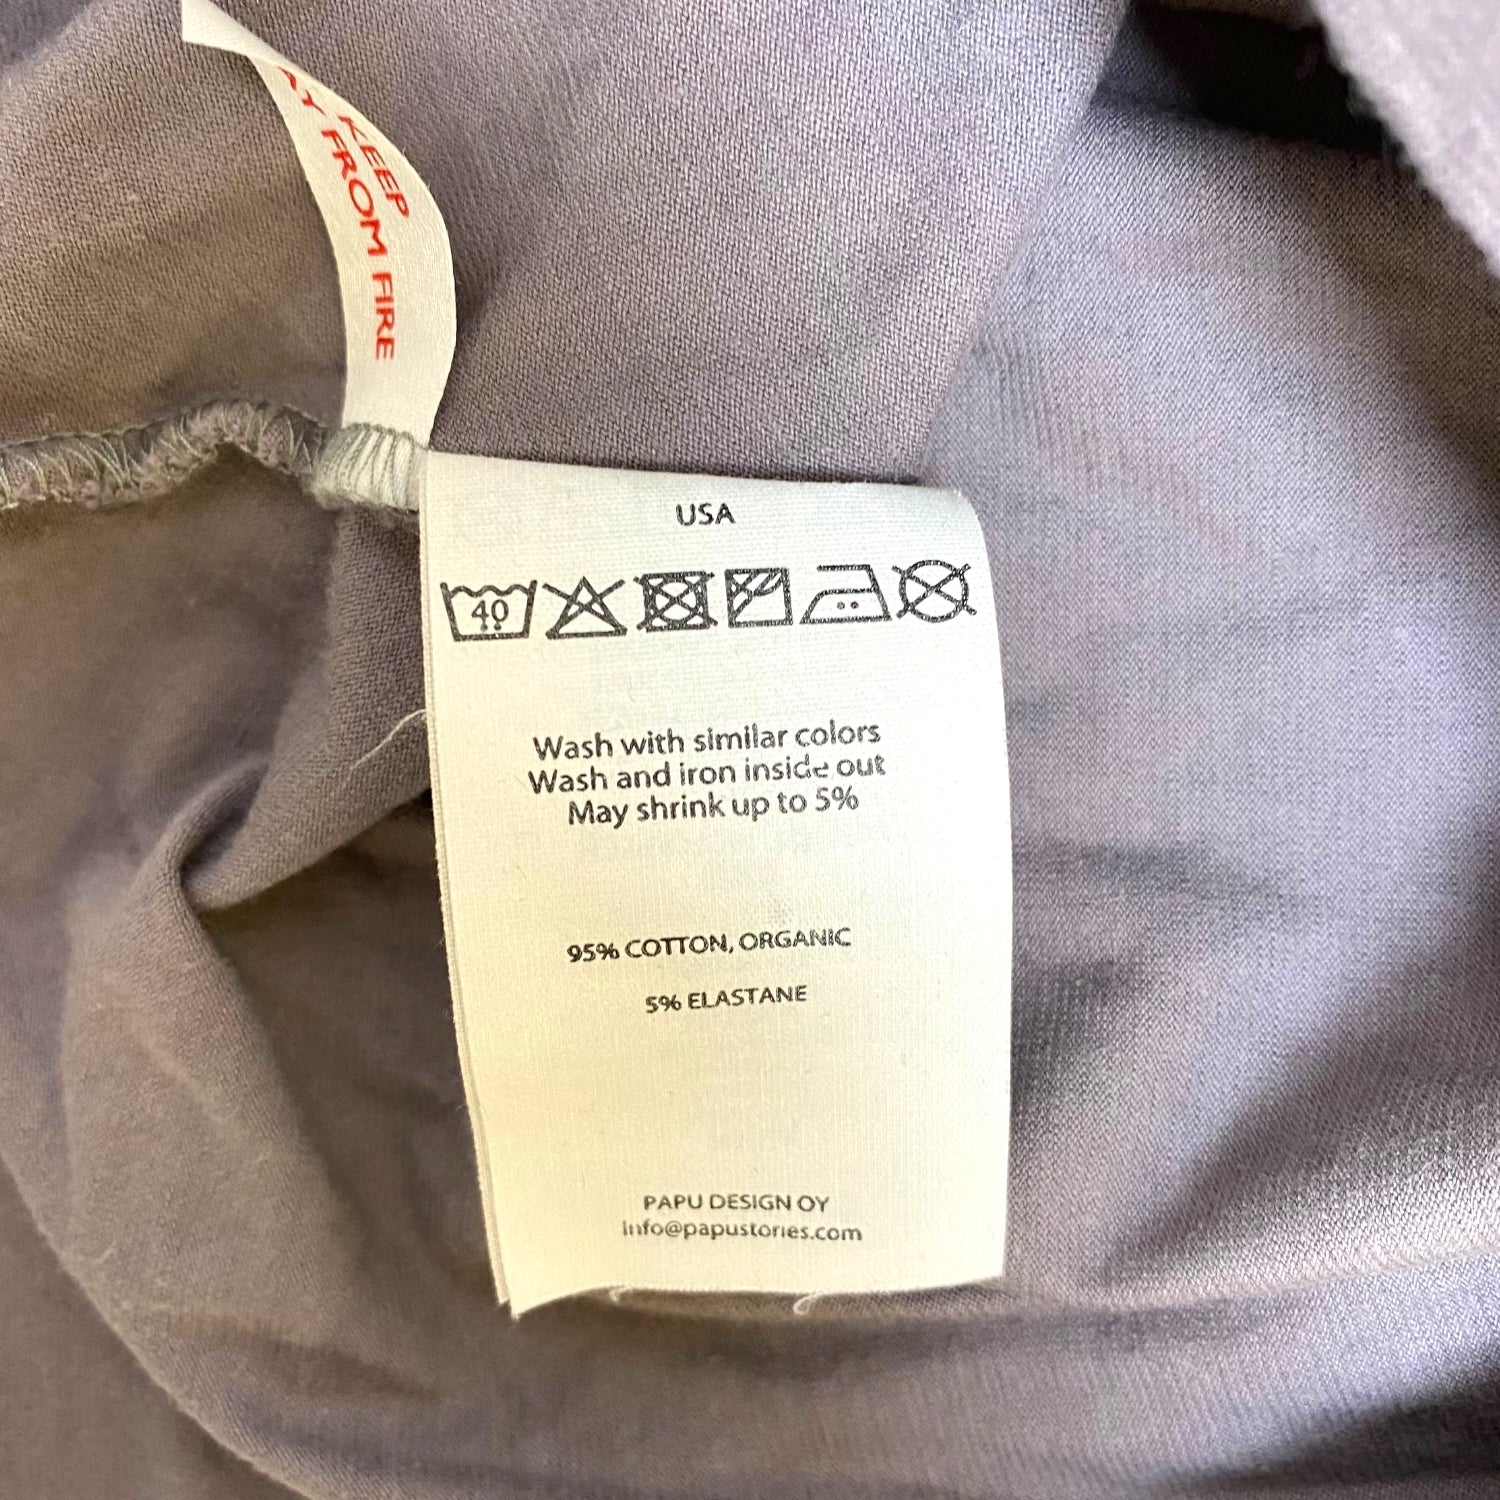 KEEP
AY FROM FIRE
USA
40
Wash with similar colors
Wash and iron inside out
May shrink up to 5%
95% COTTON, ORGANIC
5% ELASTANE
PAPU DESIGN OY
info@papustories.com